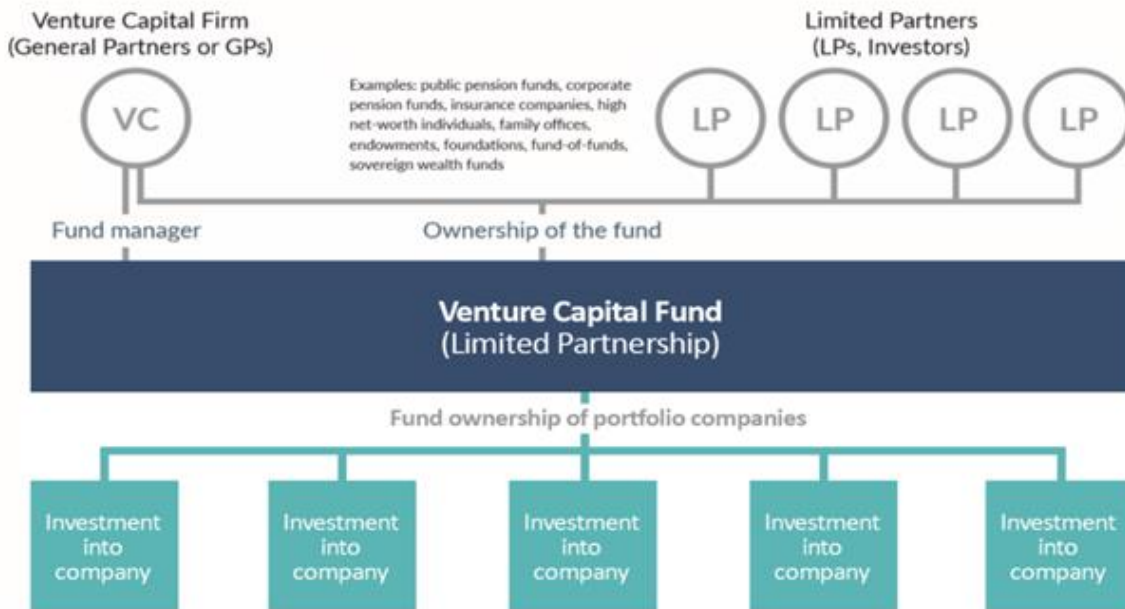 Venture Capital Firm
(General Partners or GPs)
Limited Partners
(LPs, Investors)
VC
Examples: public pension funds, corporate
pension funds, insurance companies, high
net-worth individuals, family offices,
endowments, foundations, fund-of-funds,
sovereign wealth funds
LP
LP
LP
LP
Fund manager
Ownership of the fund
Venture Capital Fund
(Limited Partnership)
Fund ownership of portfolio companies
Investment
into
company
Investment
into
company
Investment
into
company
Investment
into
company
Investment
into
company